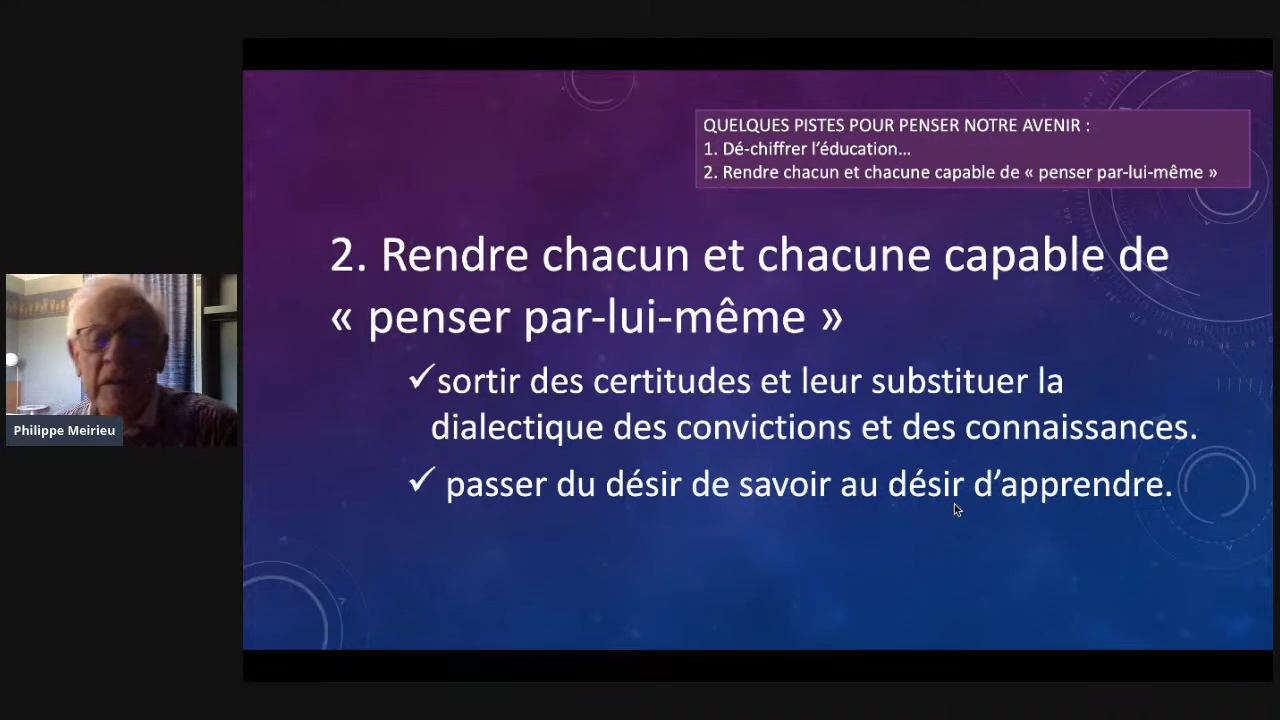 QUELQUES PISTES POUR PENSER NOTRE AVENIR :
1. Dé-chiffrer l’éducation…
2. Rendre chacun et chacune capable de « penser par-lui-même »
2. Rendre chacun et chacune capable de
« penser par-lui-même »
✓sortir des certitudes et leur substituer la
dialectique des convictions et des connaissances.
✓ passer du désir de savoir au désir d’apprendre.
Philippe Meirieu